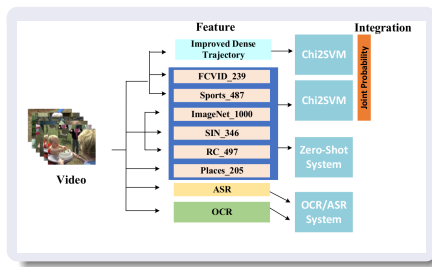 Feature
Integration
Improved Dense
Trajectory
Chi2SVM
Joint Probability
FCVID_239
Sports_487
Chi2SVM
ImageNet_1000
SIN_346
RC_497
Zero-Shot
System
Places_205
Video
ASR
OCR
OCR/ASR
System